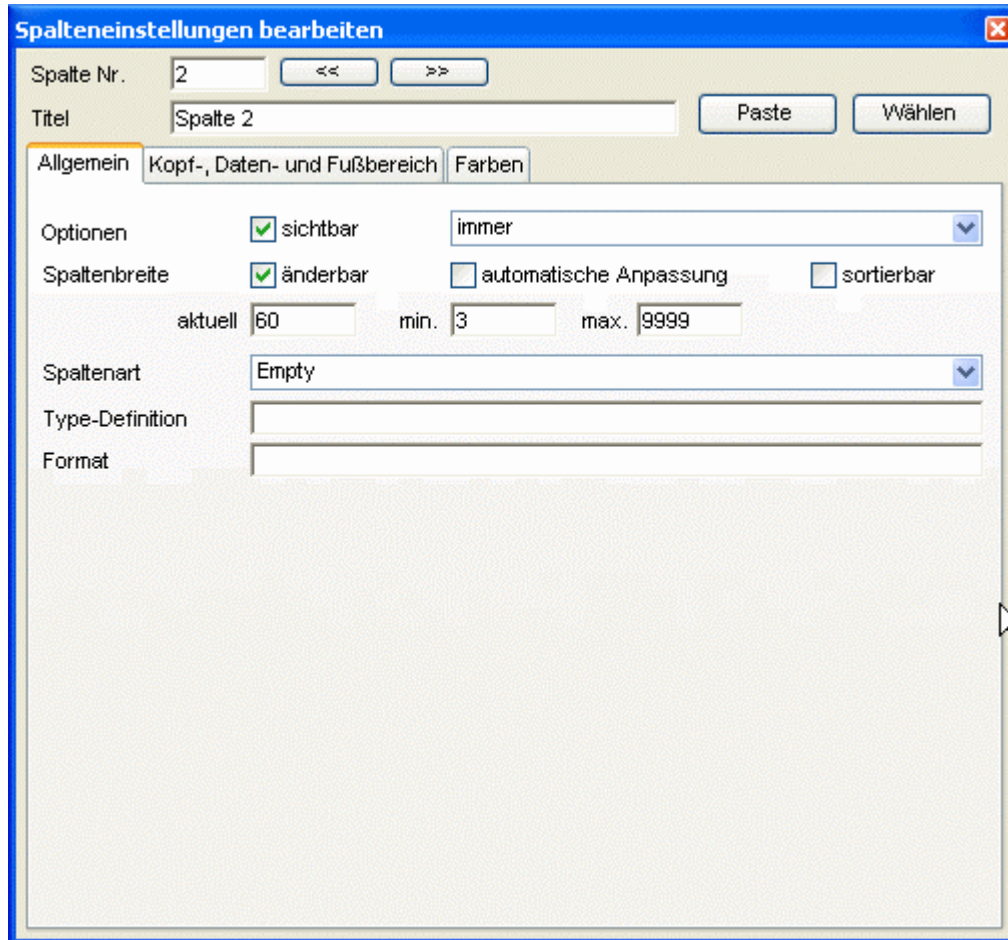 Spalteneinstellungen bearbeiten
Spalte Nr. 2 << >>
Titel Spalte 2 Paste Wählen
Allgemein Kopf-, Daten- und Fußbereich Farben
Optionen sichtbar immer
Spaltenbreite änderbar automatische Anpassung sortierbar
aktuell 60 min. 3 max. 9999
Spaltenart Empty
Type-Definition
Format